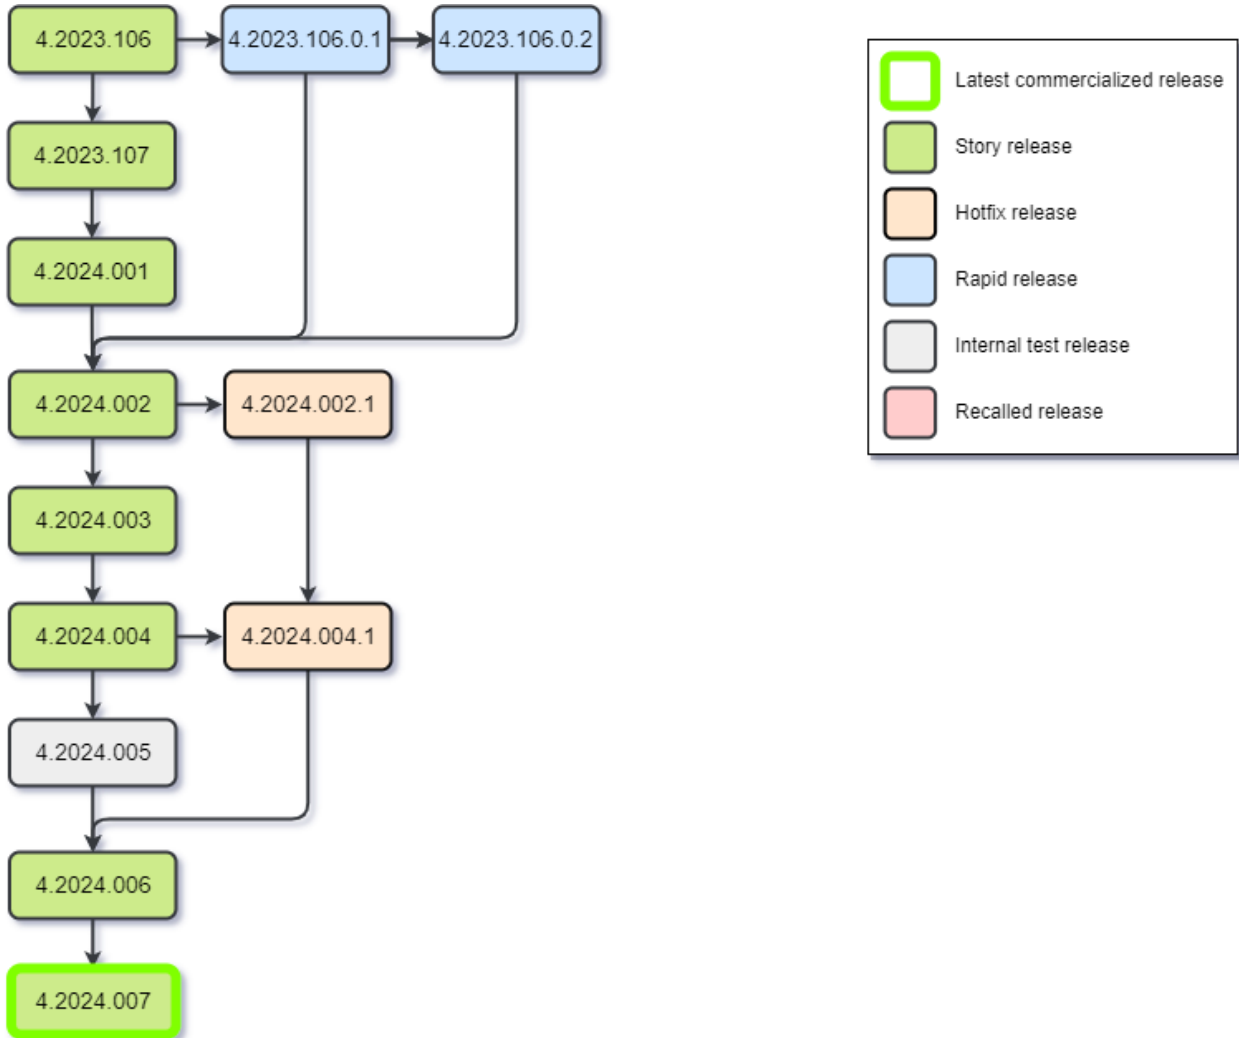 4.2023.106
4.2023.106.0.1
4.2023.106.0.2
4.2023.107
4.2024.001
4.2024.002
4.2024.002.1
4.2024.003
4.2024.004
4.2024.004.1
4.2024.005
4.2024.006
4.2024.007
Latest commercialized release
Story release
Hotfix release
Rapid release
Internal test release
Recalled release